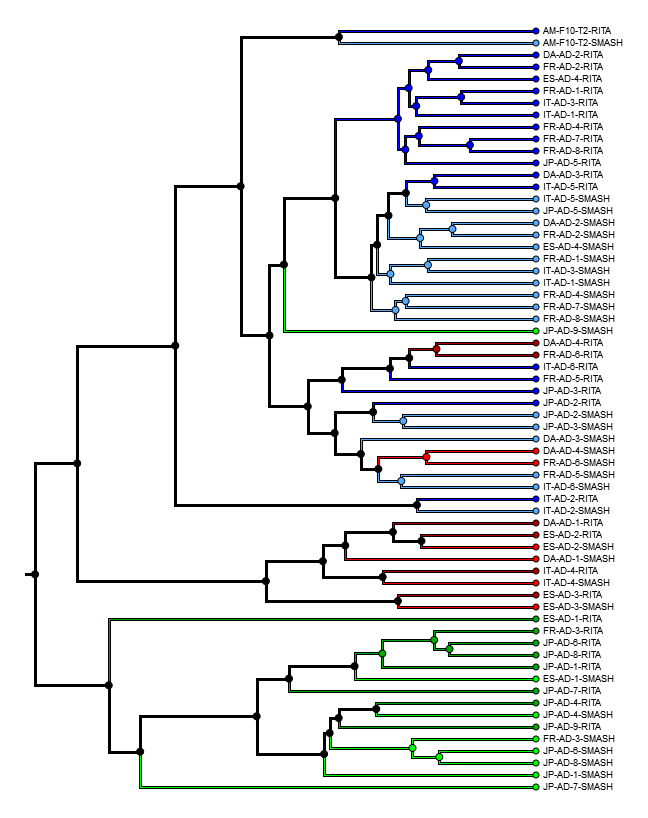 AM-F10-T2-RITA
AM-F10-T2-SMASH
DA-AD-2-RITA
FR-AD-2-RITA
ES-AD-4-RITA
FR-AD-1-RITA
IT-AD-3-RITA
IT-AD-1-RITA
FR-AD-4-RITA
FR-AD-7-RITA
FR-AD-8-RITA
JP-AD-5-RITA
DA-AD-3-RITA
IT-AD-5-RITA
IT-AD-5-SMASH
JP-AD-5-SMASH
DA-AD-2-SMASH
FR-AD-2-SMASH
ES-AD-4-SMASH
FR-AD-1-SMASH
IT-AD-3-SMASH
IT-AD-1-SMASH
FR-AD-4-SMASH
FR-AD-7-SMASH
FR-AD-8-SMASH
JP-AD-9-SMASH
DA-AD-4-RITA
FR-AD-6-RITA
IT-AD-6-RITA
FR-AD-5-RITA
JP-AD-3-RITA
JP-AD-2-RITA
JP-AD-2-SMASH
JP-AD-3-SMASH
DA-AD-3-SMASH
DA-AD-4-SMASH
FR-AD-6-SMASH
FR-AD-5-SMASH
IT-AD-6-SMASH
IT-AD-2-RITA
IT-AD-2-SMASH
DA-AD-1-RITA
ES-AD-2-RITA
ES-AD-2-SMASH
DA-AD-1-SMASH
IT-AD-4-RITA
IT-AD-4-SMASH
ES-AD-3-RITA
ES-AD-3-SMASH
ES-AD-1-RITA
FR-AD-3-RITA
JP-AD-6-RITA
JP-AD-8-RITA
JP-AD-1-RITA
ES-AD-1-SMASH
JP-AD-7-RITA
JP-AD-4-RITA
JP-AD-4-SMASH
JP-AD-9-RITA
FR-AD-3-SMASH
JP-AD-6-SMASH
JP-AD-8-SMASH
JP-AD-1-SMASH
JP-AD-7-SMASH